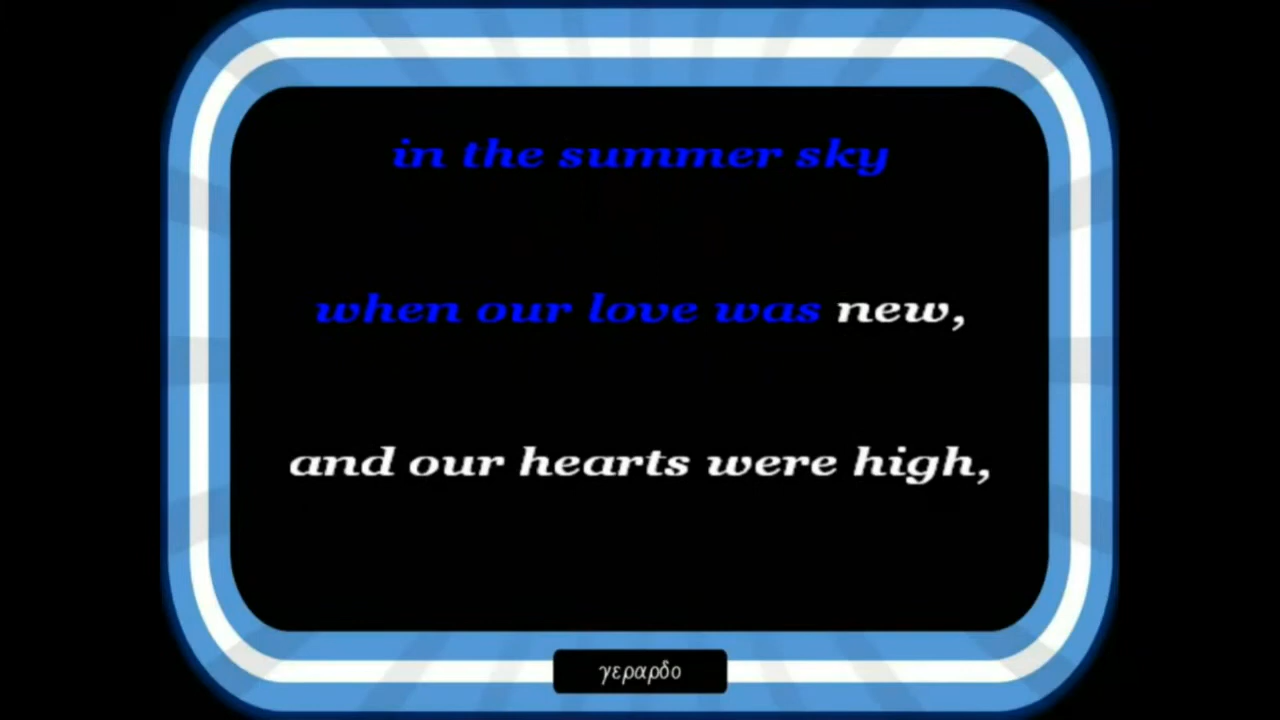 in the summer sky
when our love was new,
and our hearts were high,
γεραρδο